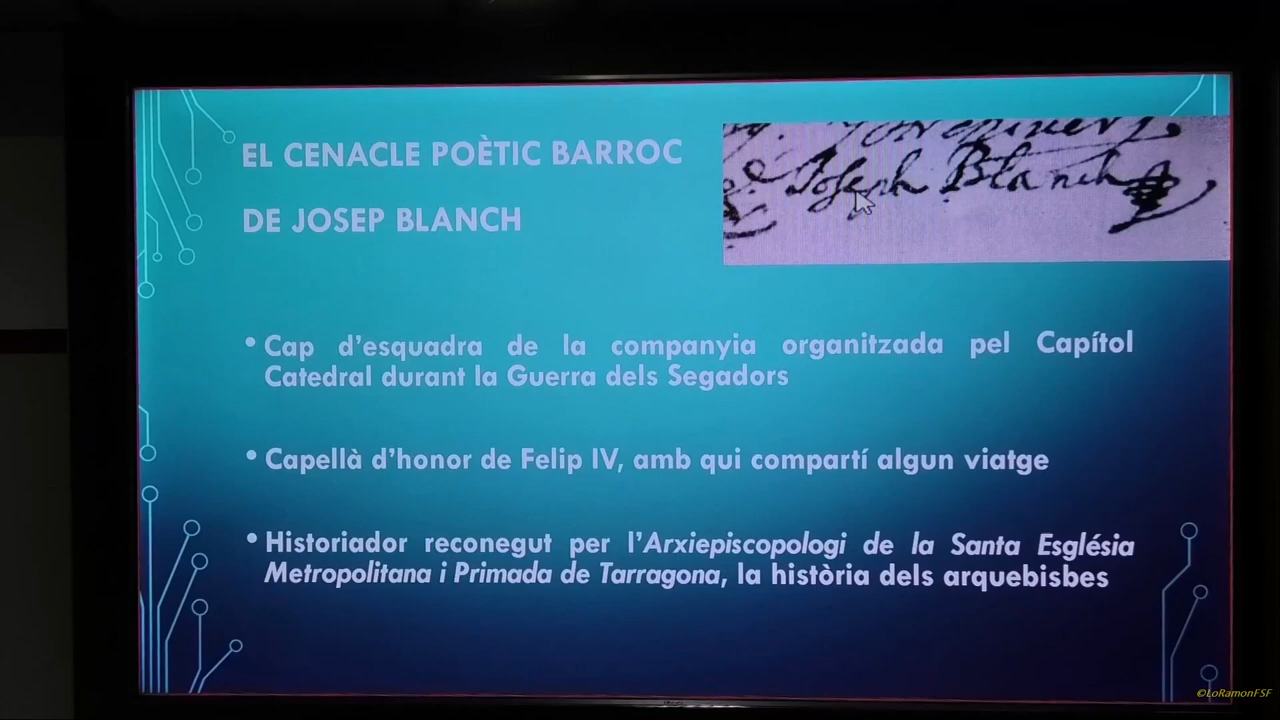 EL CENACLE POÈTIC BARROC
DE JOSEP BLANCH
Joseph Blanch
• Cap d’esquadra de la companyia organitzada pel Capítol
Catedral durant la Guerra dels Segadors
• Capellà d’honor de Felip IV, amb qui compartí algun viatge
• Historiador reconegut per l’Arxiepiscopologi de la Santa Església
Metropolitana i Primada de Tarragona, la història dels arquebisbes
©LoRamonFSF